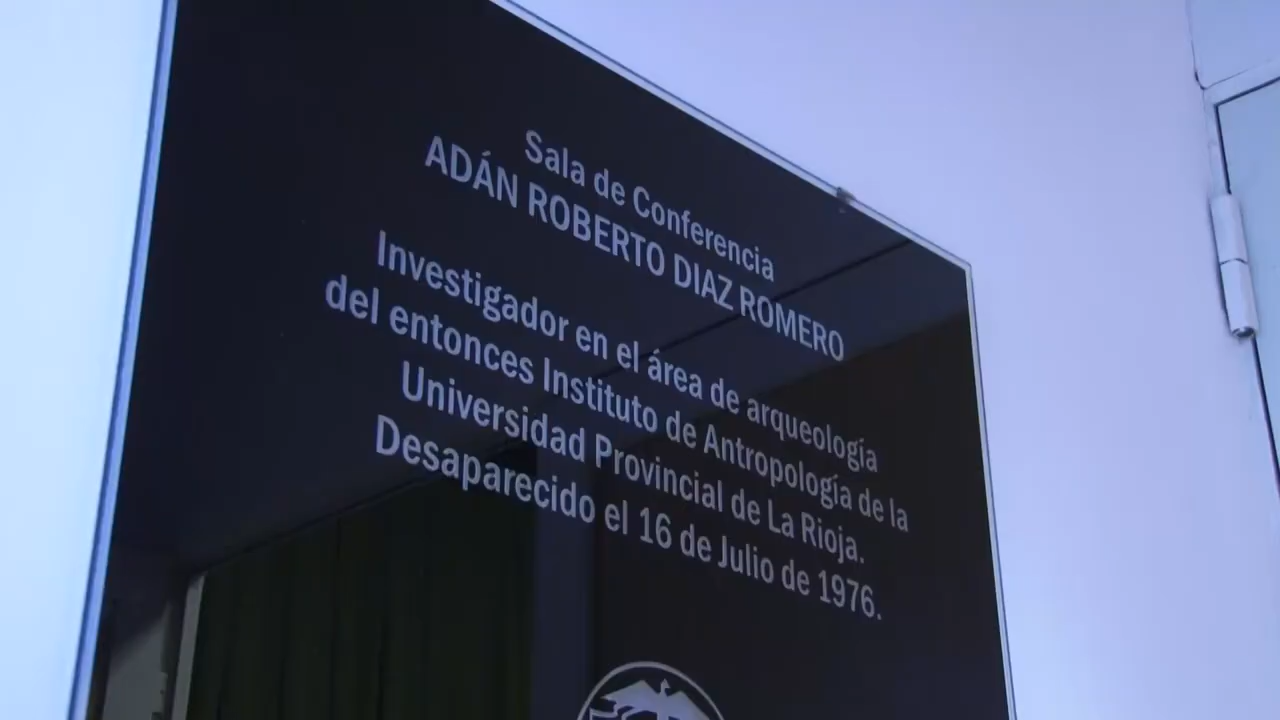 Sala de Conferencia
ADÁN ROBERTO DIAZ ROMERO
Investigador en el área de arqueología
del entonces Instituto de Antropología de la
Universidad Provincial de La Rioja.
Desaparecido el 16 de Julio de 1976.